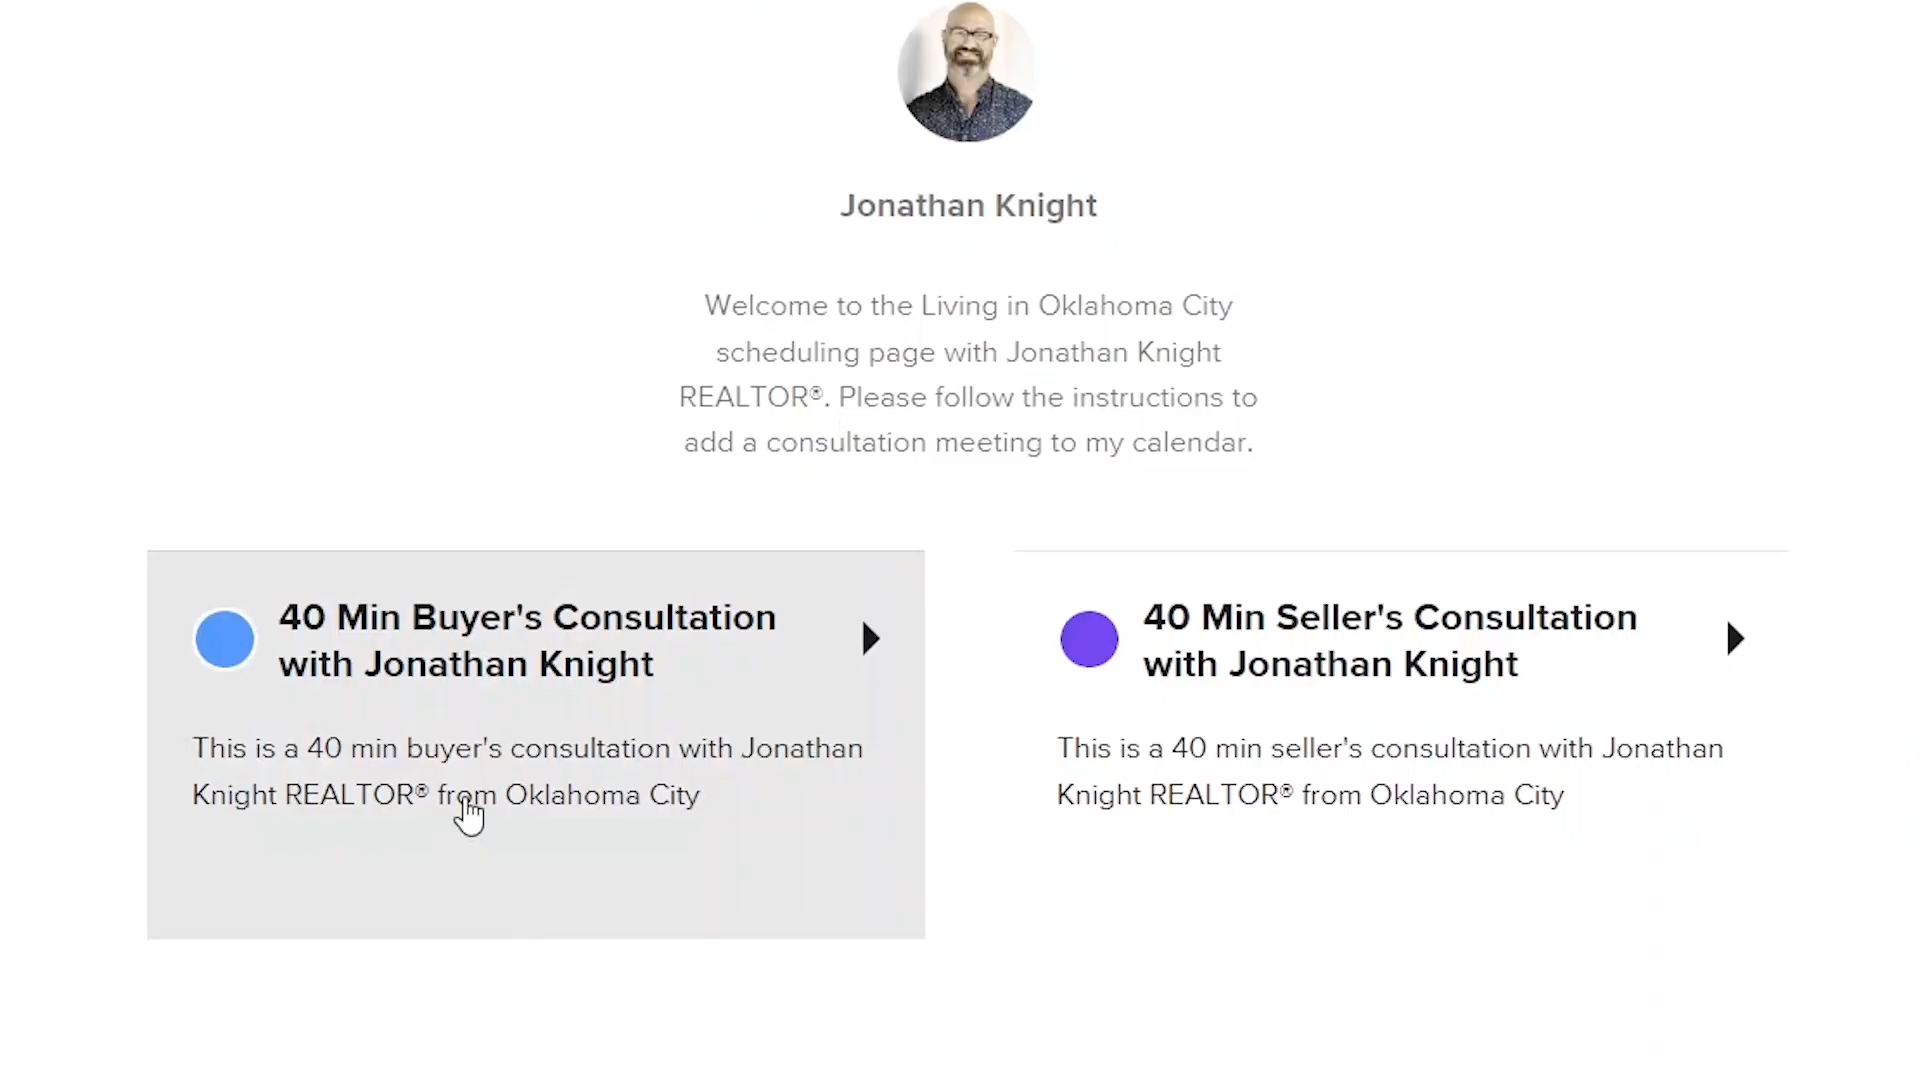 Jonathan Knight
Welcome to the Living in Oklahoma City
scheduling page with Jonathan Knight
REALTOR®. Please follow the instructions to
add a consultation meeting to my calendar.
40 Min Buyer's Consultation
with Jonathan Knight
This is a 40 min buyer's consultation with Jonathan
Knight REALTOR® from Oklahoma City
40 Min Seller's Consultation
with Jonathan Knight
This is a 40 min seller's consultation with Jonathan
Knight REALTOR® from Oklahoma City